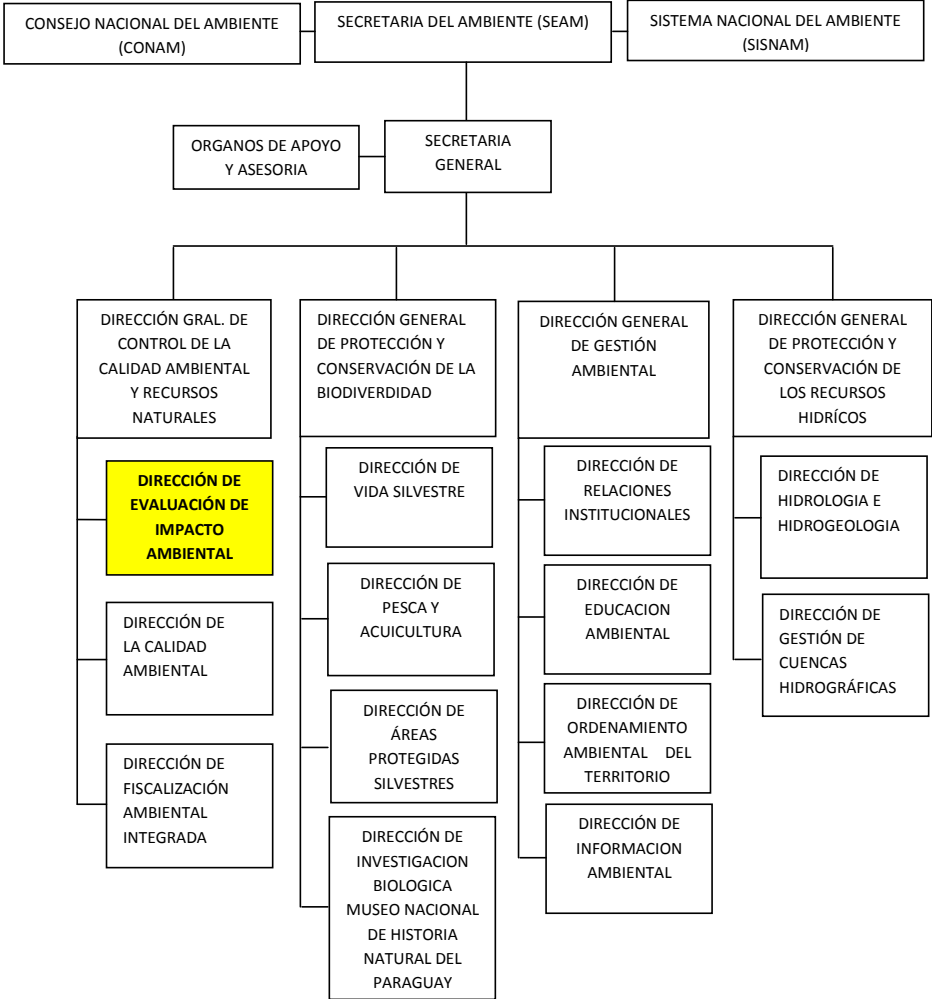 CONSEJO NACIONAL DEL AMBIENTE
(CONAM)
SECRETARIA DEL AMBIENTE (SEAM)
SISTEMA NACIONAL DEL AMBIENTE
(SISNAM)
ORGANOS DE APOYO
Y ASESORIA
SECRETARIA
GENERAL
DIRECCIÓN GRAL. DE
CONTROL DE LA
CALIDAD AMBIENTAL
Y RECURSOS
NATURALES
DIRECCIÓN GENERAL
DE PROTECCIÓN Y
CONSERVACIÓN DE LA
BIODIVERDIDAD
DIRECCIÓN GENERAL
DE GESTIÓN
AMBIENTAL
DIRECCIÓN GENERAL
DE PROTECCIÓN Y
CONSERVACIÓN DE
LOS RECURSOS
HIDRÍCOS
DIRECCIÓN DE
EVALUACIÓN DE
IMPACTO
AMBIENTAL
DIRECCIÓN DE
LA CALIDAD
AMBIENTAL
DIRECCIÓN DE
FISCALIZACIÓN
AMBIENTAL
INTEGRADA
DIRECCIÓN DE
VIDA SILVESTRE
DIRECCIÓN DE
PESCA Y
ACUICULTURA
DIRECCIÓN DE
ÁREAS
PROTEGIDAS
SILVESTRES
DIRECCIÓN DE
INVESTIGACION
BIOLOGICA
MUSEO NACIONAL
DE HISTORIA
NATURAL DEL
PARAGUAY
DIRECCIÓN DE
RELACIONES
INSTITUCIONALES
DIRECCIÓN DE
EDUCACION
AMBIENTAL
DIRECCIÓN DE
ORDENAMIENTO
AMBIENTAL DEL
TERRITORIO
DIRECCIÓN DE
INFORMACION
AMBIENTAL
DIRECCIÓN DE
HIDROLOGIA E
HIDROGEOLOGIA
DIRECCIÓN DE
GESTIÓN DE
CUENCAS
HIDROGRÁFICAS